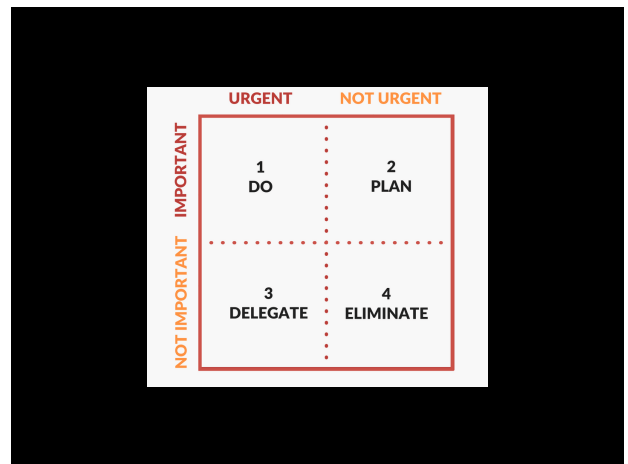 URGENT NOT URGENT
IMPORTANT
1
DO
2
PLAN
NOT IMPORTANT
3
DELEGATE
4
ELIMINATE